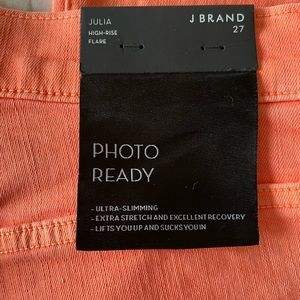 JULIA
HIGH-RISE
FLARE
J BRAND
27
PHOTO
READY
- ULTRA-SLIMMING
- EXTRA STRETCH AND EXCELLENT RECOVERY
- LIFTS YOU UP AND SUCKS YOU IN